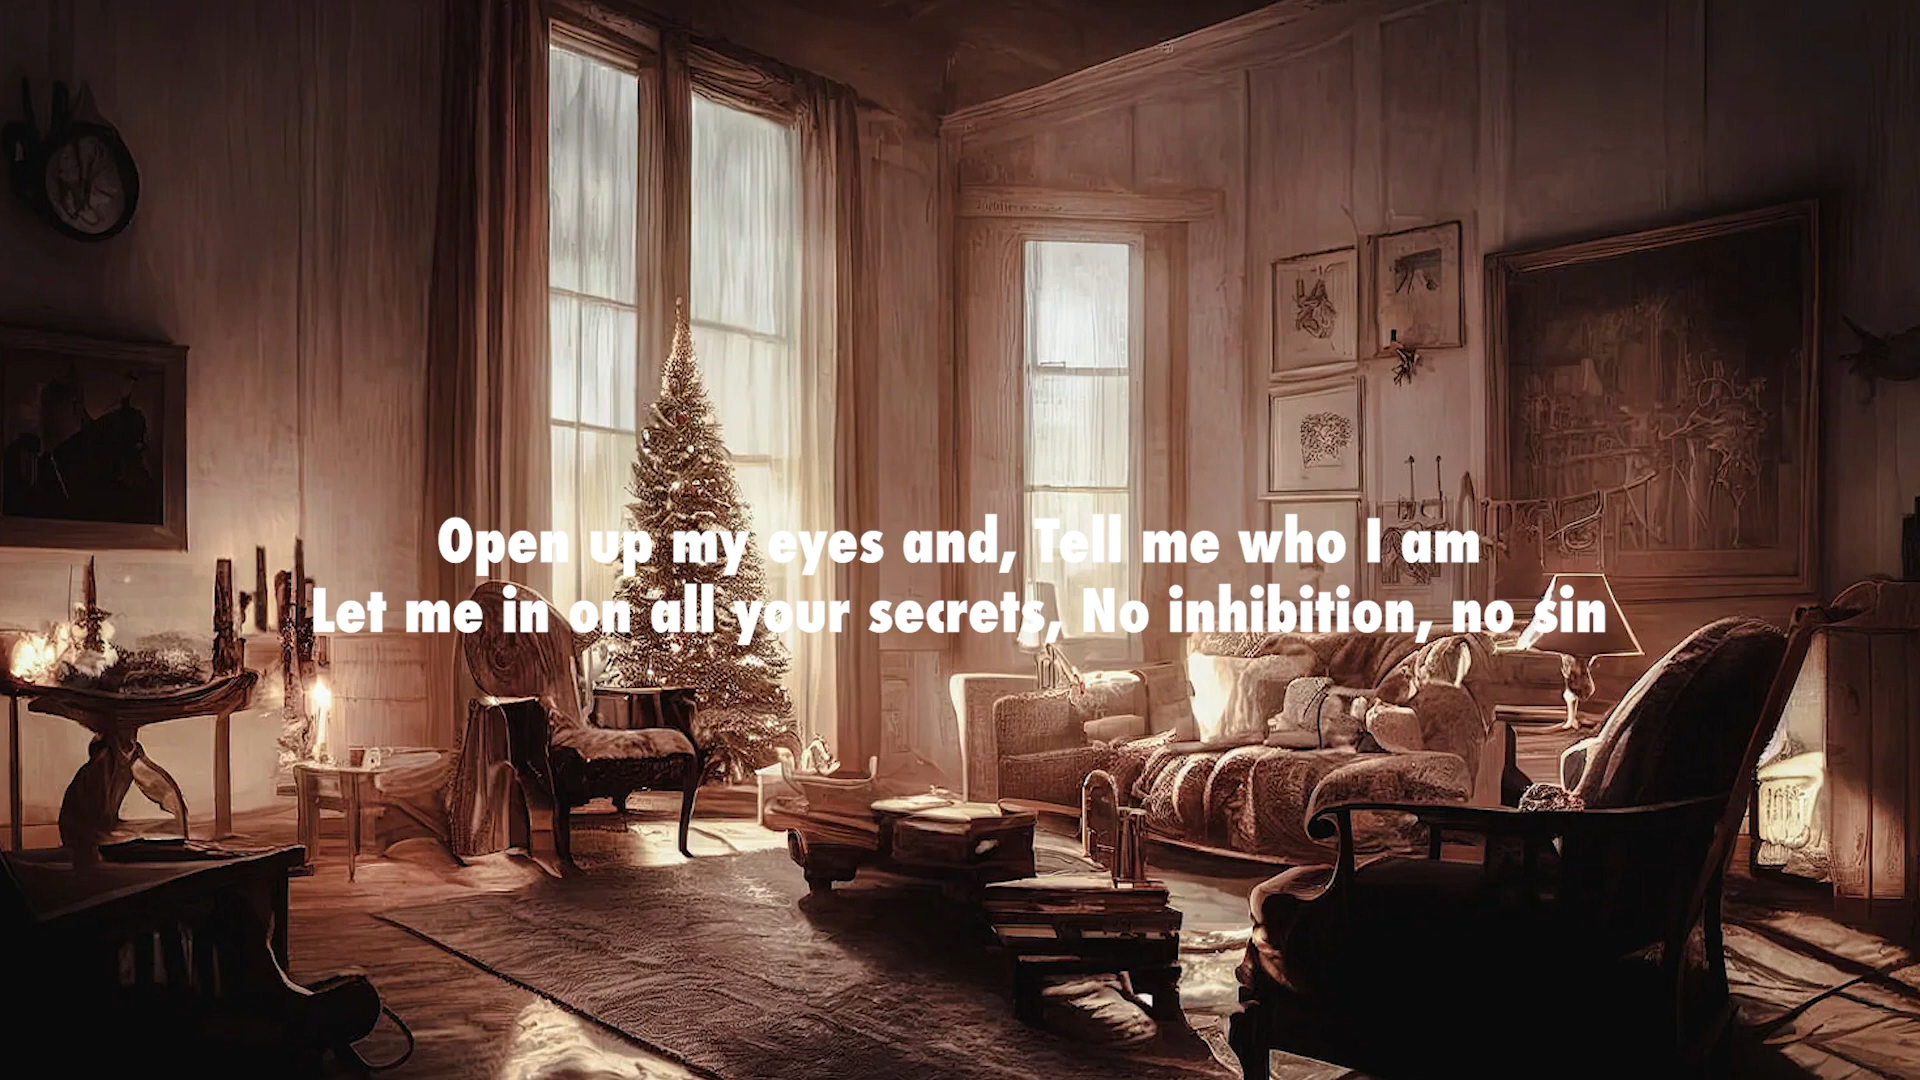 Open up my eyes and, Tell me who I am
Let me in on all your secrets, No inhibition, no sin